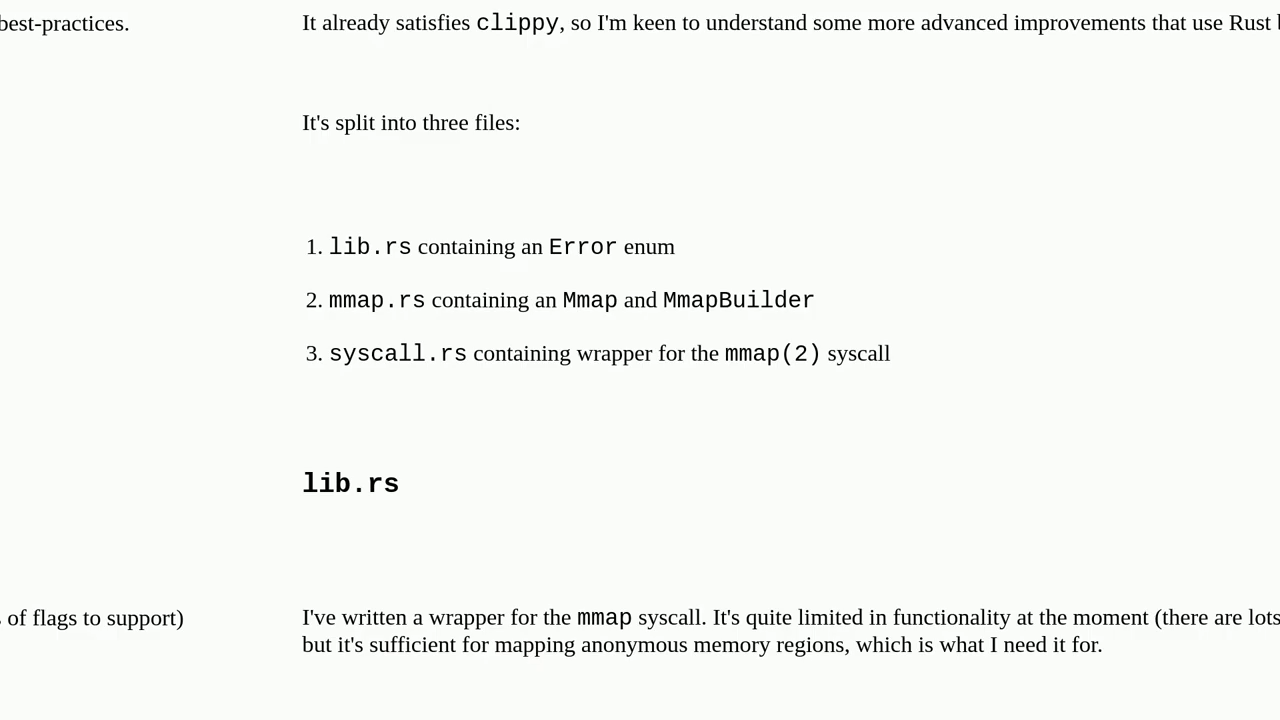 best-practices.
It already satisfies clippy, so I'm keen to understand some more advanced improvements that use Rust
It's split into three files:
1. lib.rs containing an Error enum
2. mmap.rs containing an Mmap and MmapBuilder
3. syscall.rs containing wrapper for the mmap(2) syscall
lib.rs
of flags to support)
I've written a wrapper for the mmap syscall. It's quite limited in functionality at the moment (there are lots
but it's sufficient for mapping anonymous memory regions, which is what I need it for.